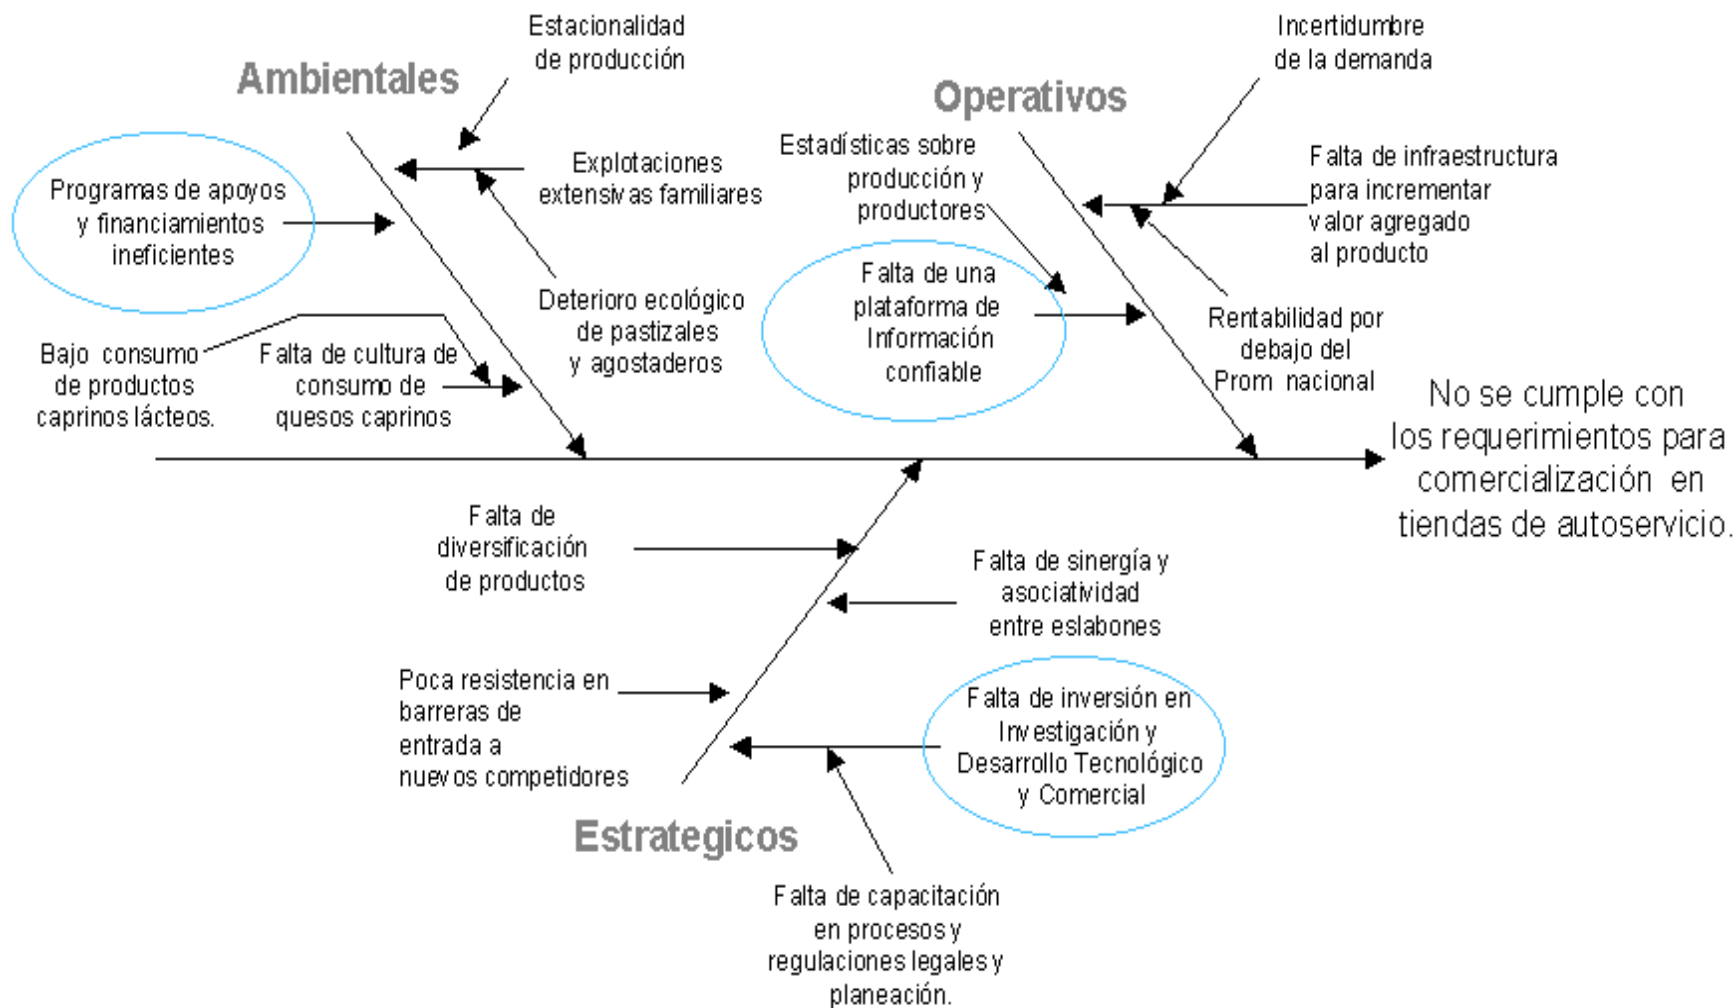 Estacionalidad
de producción
Ambientales
Programas de apoyos
y financiamientos
ineficientes
Explotaciones
extensivas familiares
Deterioro ecológico
de pastizales
y agostaderos
Bajo consumo
de productos
caprinos lácteos.
Falta de cultura de
consumo de
quesos caprinos
Incertidumbre
de la demanda
Operativos
Estadísticas sobre
producción y
productores
Falta de infraestructura
para incrementar
valor agregado
al producto
Falta de una
plataforma de
Información
confiable
Rentabilidad por
debajo del
Prom nacional
No se cumple con
los requerimientos para
comercialización en
tiendas de autoservicio.
Falta de
diversificación
de productos
Falta de sinergía y
asociatividad
entre eslabones
Poca resistencia en
barreras de
entrada a
nuevos competidores
Falta de inversión en
Investigación y
Desarrollo Tecnológico
y Comercial
Estrategicos
Falta de capacitación
en procesos y
regulaciones legales y
planeación.